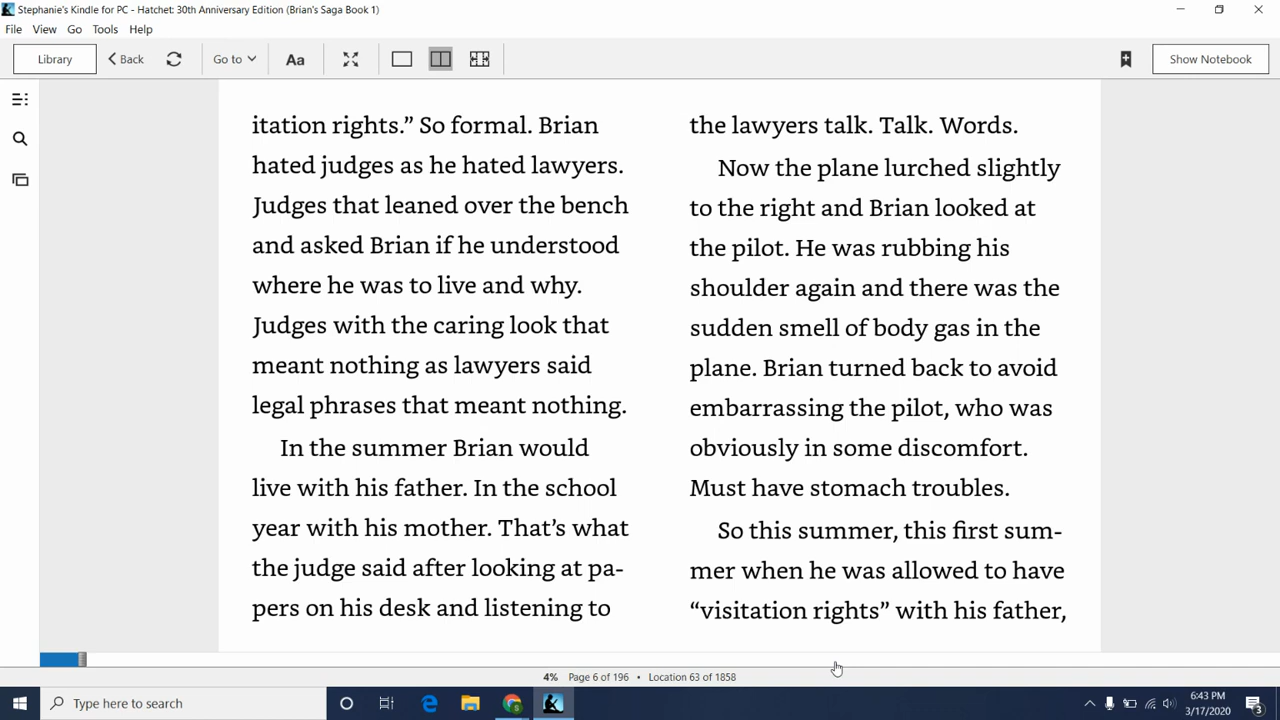 Stephanie's Kindle for PC - Hatchet: 30th Anniversary Edition (Brian's Saga Book 1)
File View Go Tools Help
Library Back Go to Aa Show Notebook
itation rights.” So formal. Brian
hated judges as he hated lawyers.
Judges that leaned over the bench
and asked Brian if he understood
where he was to live and why.
Judges with the caring look that
meant nothing as lawyers said
legal phrases that meant nothing.
In the summer Brian would
live with his father. In the school
year with his mother. That’s what
the judge said after looking at pa-
pers on his desk and listening to
the lawyers talk. Talk. Words.
Now the plane lurched slightly
to the right and Brian looked at
the pilot. He was rubbing his
shoulder again and there was the
sudden smell of body gas in the
plane. Brian turned back to avoid
embarrassing the pilot, who was
obviously in some discomfort.
Must have stomach troubles.
So this summer, this first sum-
mer when he was allowed to have
“visitation rights” with his father,
4% Page 6 of 196 • Location 63 of 1858
Type here to search
6:43 PM
3/17/2020
3